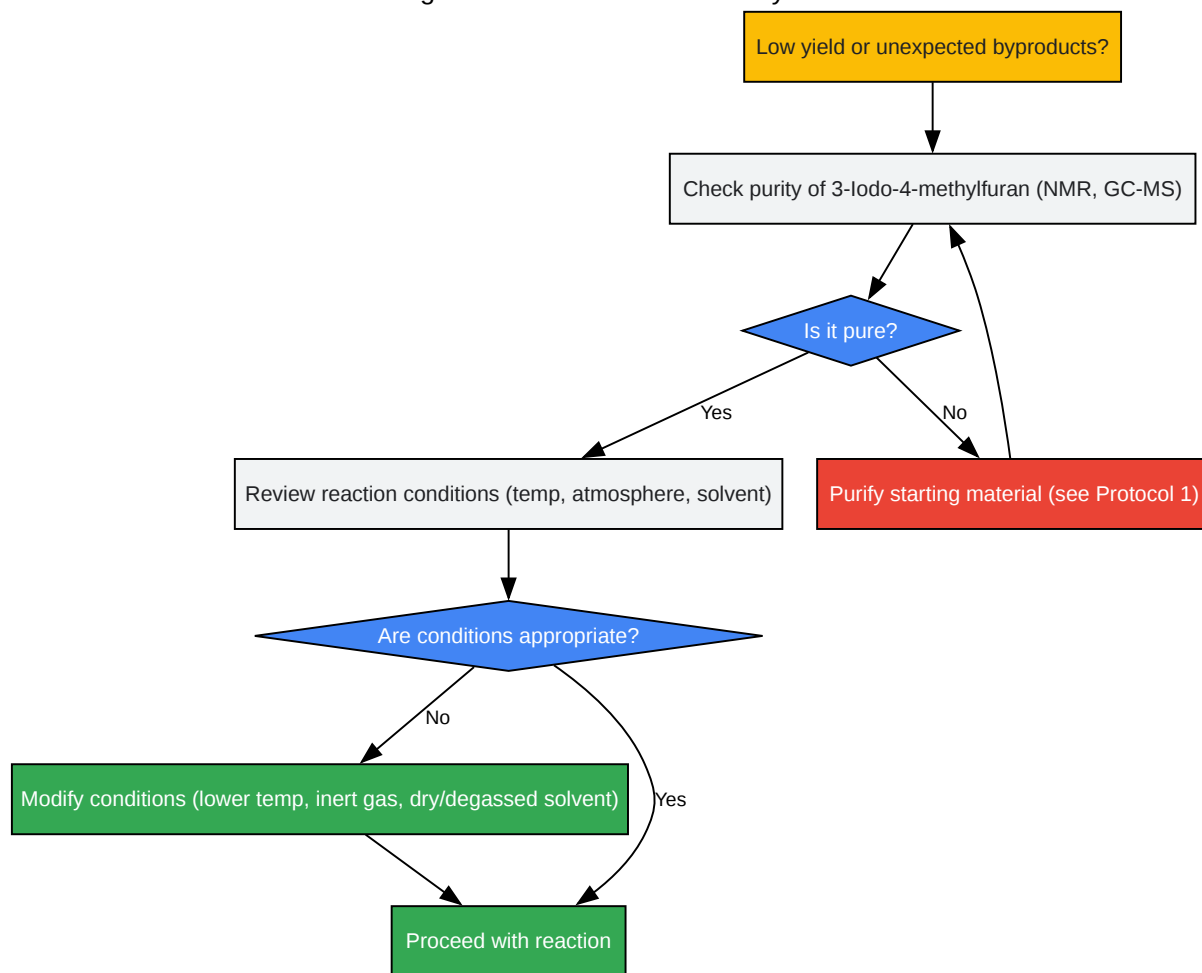 Low yield or unexpected byproducts?
Check purity of 3-Iodo-4-methylfuran (NMR, GC-MS)
Is it pure?
Yes
No
Review reaction conditions (temp, atmosphere, solvent)
Purify starting material (see Protocol 1)
Are conditions appropriate?
No
Modify conditions (lower temp, inert gas, dry/degassed solvent)
Yes
Proceed with reaction